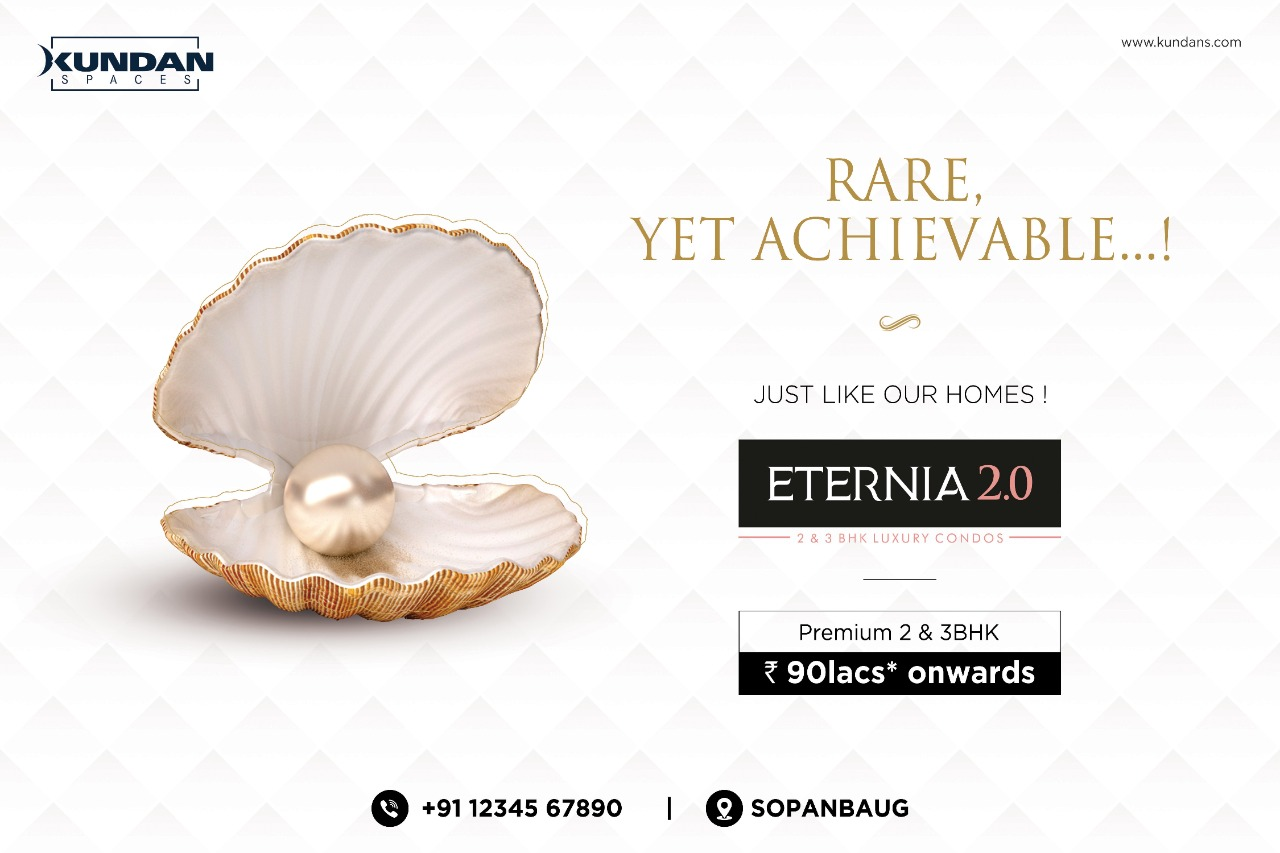 KUNDAN
SPACES
www.kundans.com
RARE,
YET ACHIEVABLE...!
JUST LIKE OUR HOMES !
ETERNIA 2.0
2 & 3 BHK LUXURY CONDOS
Premium 2 & 3BHK
₹ 90lacs* onwards
+91 12345 67890 | SOPANBAUG